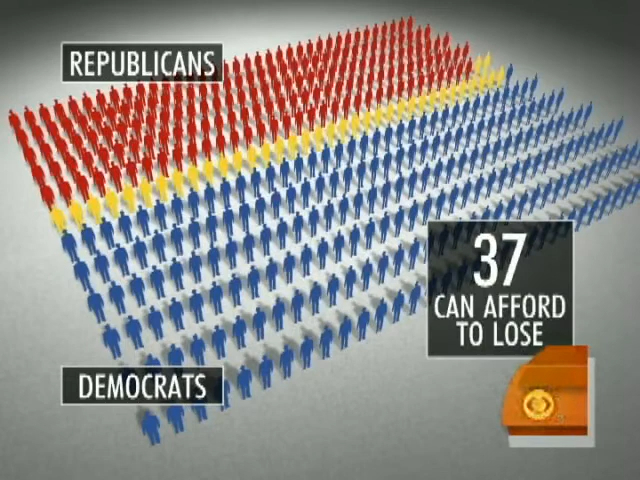 REPUBLICANS
37
CAN AFFORD
TO LOSE
DEMOCRATS